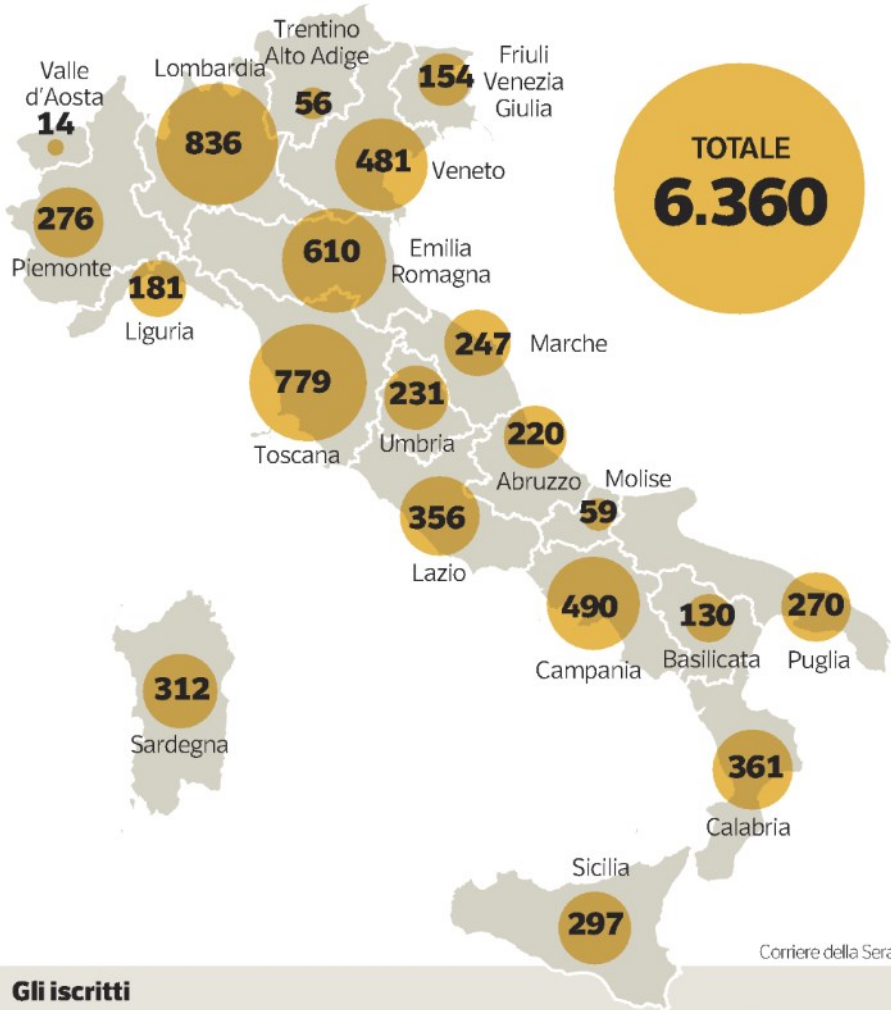 Trentino
Alto Adige
56
Friuli
Venezia
Giulia
154
Valle
d'Aosta
14
Lombardia
836
481
Veneto
TOTALE
6.360
276
Piemonte
610
Emilia
Romagna
181
Liguria
247
Marche
779
Toscana
231
Umbria
220
Abruzzo
Molise
59
356
Lazio
490
Campania
130
Basilicata
270
Puglia
312
Sardegna
361
Calabria
Sicilia
297
Corriere della Sera
Gli iscritti